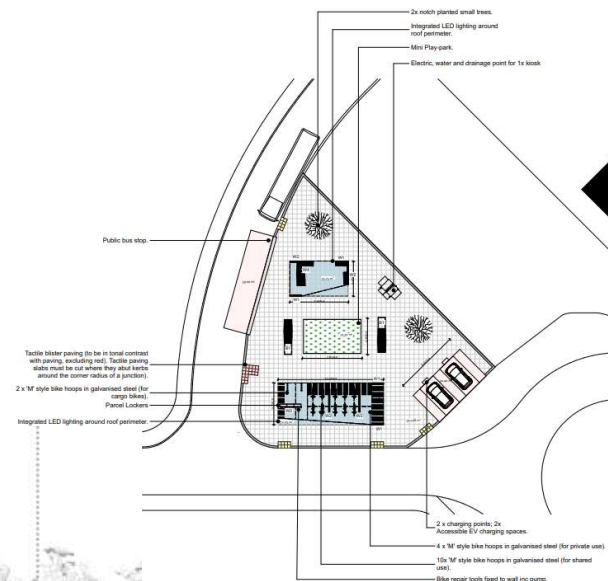 2x notch planted small trees.
Integrated LED lighting around
roof perimeter.
Mini Play-park.
Electric, water and drainage point for 1x kiosk
Public bus stop.
Tactile blister paving (to be in tonal contrast
with paving, excluding red). Tactile paving
slabs must be cut where they abut kerbs
around the corner radius of a junction).
2 x 'M' style bike hoops in galvanised steel (for
cargo bikes).
Parcel Lockers
Integrated LED lighting around roof perimeter.
2 x charging points; 2x
Accessible EV charging spaces.
4 x 'M' style bike hoops in galvanised steel (for private use).
10x 'M' style bike hoops in galvanised steel (for shared
use).
Bike repair tools fixed to wall inc pump.